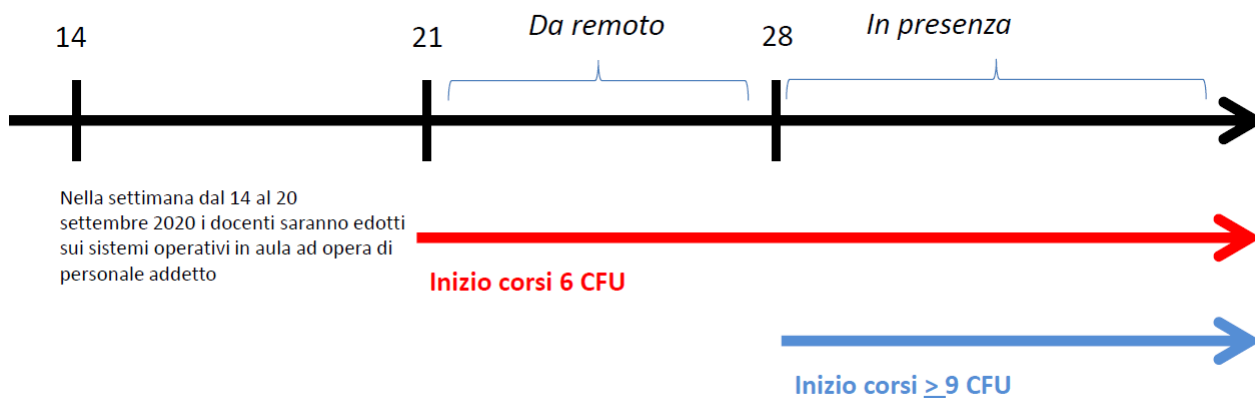 14
21
Da remoto
28
In presenza
Nella settimana dal 14 al 20
settembre 2020 i docenti saranno edotti
sui sistemi operativi in aula ad opera di
personale addetto
Inizio corsi 6 CFU
Inizio corsi > 9 CFU